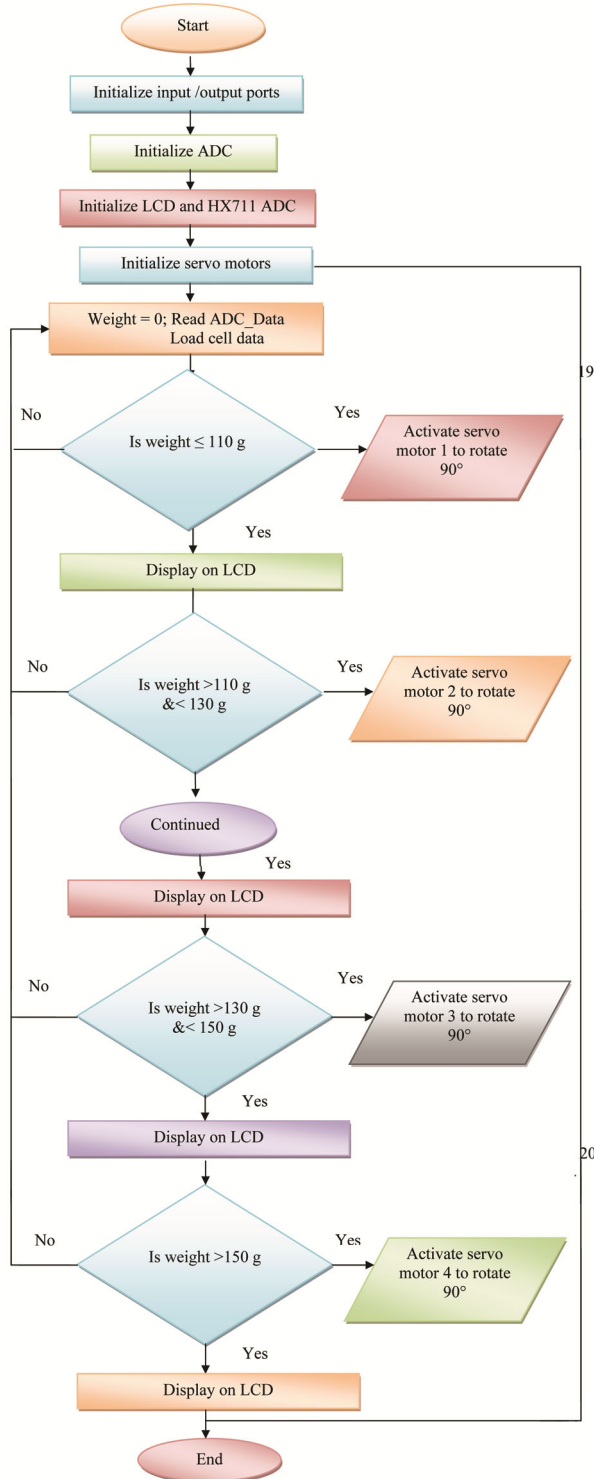 Start
Initialize input /output ports
Initialize ADC
Initialize LCD and HX711 ADC
Initialize servo motors
Weight = 0; Read ADC_Data
Load cell data
19
No
Yes
Is weight ≤ 110 g
Activate servo
motor 1 to rotate
90°
Yes
Display on LCD
No
Yes
Is weight >110 g
&< 130 g
Activate servo
motor 2 to rotate
90°
Continued
Yes
Display on LCD
No
Yes
Is weight >130 g
&< 150 g
Activate servo
motor 3 to rotate
90°
Yes
Display on LCD
20
No
Yes
Is weight >150 g
Activate servo
motor 4 to rotate
90°
Yes
Display on LCD
End